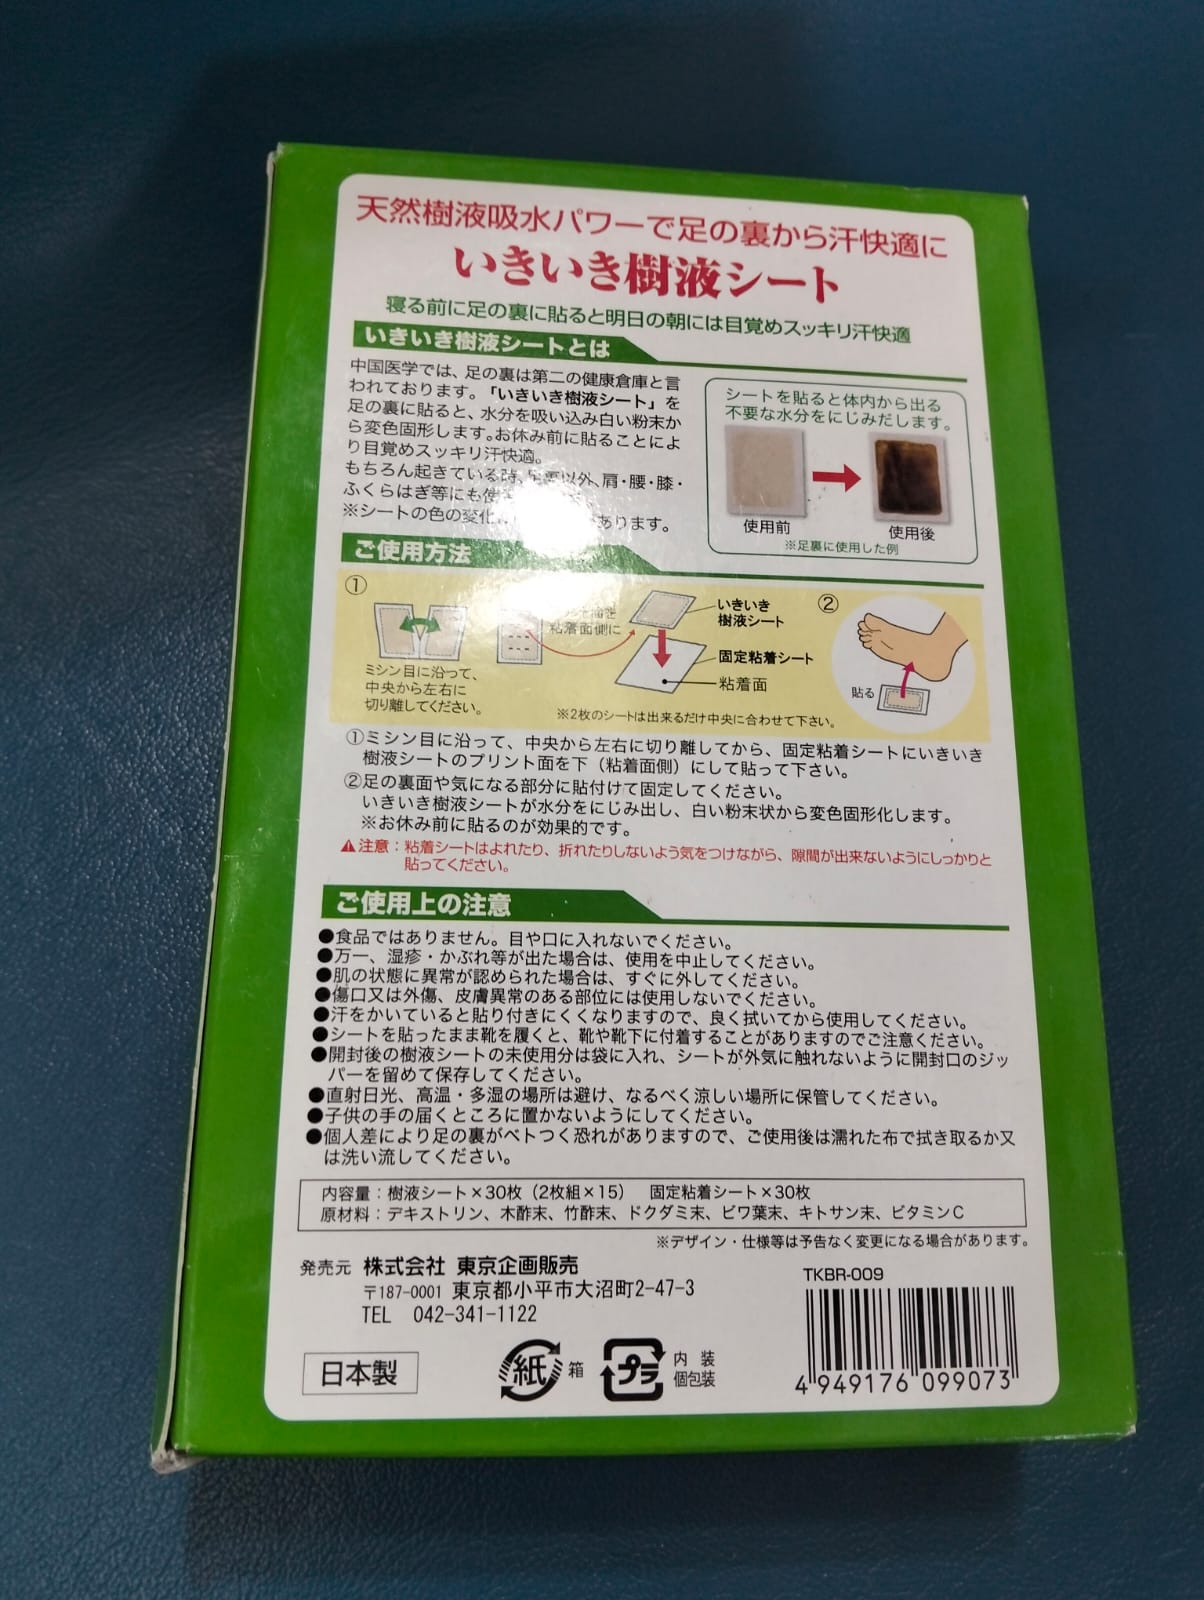 天然樹液吸水パワーで足の裏から汗快適に
いきいき樹液シート
寝る前に足の裏に貼ると明日の朝には目覚めスッキリ汗快適
いきいき樹液シートとは
中国医学では、足の裏は第二の健康倉庫と言
われております。「いきいき樹液シート」を
足の裏に貼ると、水分を吸い込み白い粉末か
ら変色固形します。お休み前に貼ることによ
り目覚めスッキリ汗快適。
もちろん起きている時、足裏以外、肩・腰・膝・
ふくらはぎ等にも使
※シートの色の変化
あります。
シートを貼ると体内から出る
不要な水分をにじみだします。
使用前
使用後
※足裏に使用した例
ご使用方法
①
ミシン目に沿って、
中央から左右に
切り離してください。
粘着面側に
いきいき
樹液シート
固定粘着シート
粘着面
※2枚のシートは出来るだけ中央に合わせて下さい。
②
貼る
①ミシン目に沿って、中央から左右に切り離してから、固定粘着シートにいきいき
樹液シートのプリント面を下（粘着面側）にして貼って下さい。
②足の裏面や気になる部分に貼付けて固定してください。
いきいき樹液シートが水分をにじみ出し、白い粉末状から変色固形化します。
※お休み前に貼るのが効果的です。
▲注意：粘着シートはよれたり、折れたりしないよう気をつけながら、隙間が出来ないようにしっかりと
貼ってください。
ご使用上の注意
●食品ではありません。目や口に入れないでください。
●万一、湿疹・かぶれ等が出た場合は、使用を中止してください。
●肌の状態に異常が認められた場合は、すぐに外してください。
●傷口又は外傷、皮膚異常のある部位には使用しないでください。
●汗をかいていると貼り付きにくくなりますので、良く拭いてから使用してください。
●シートを貼ったまま靴を履くと、靴や靴下に付着することがありますのでご注意ください。
●開封後の樹液シートの未使用分は袋に入れ、シートが外気に触れないように開封口のジッ
パーを留めて保存してください。
●直射日光、高温・多湿の場所は避け、なるべく涼しい場所に保管してください。
●子供の手の届くところに置かないようにしてください。
●個人差により足の裏がベトつく恐れがありますので、ご使用後は濡れた布で拭き取るか又
は洗い流してください。
内容量：樹液シート×30枚（2枚組×15） 固定粘着シート×30枚
原材料：デキストリン、木酢末、竹酢末、ドクダミ末、ビワ葉末、キトサン末、ビタミンC
※デザイン・仕様等は予告なく変更になる場合があります。
発売元 株式会社 東京企画販売
〒187-0001 東京都小平市大沼町2-47-3
TEL 042-341-1122
TKBR-009
日本製
紙 箱
プラ 内装
個包装
4 949176 099073